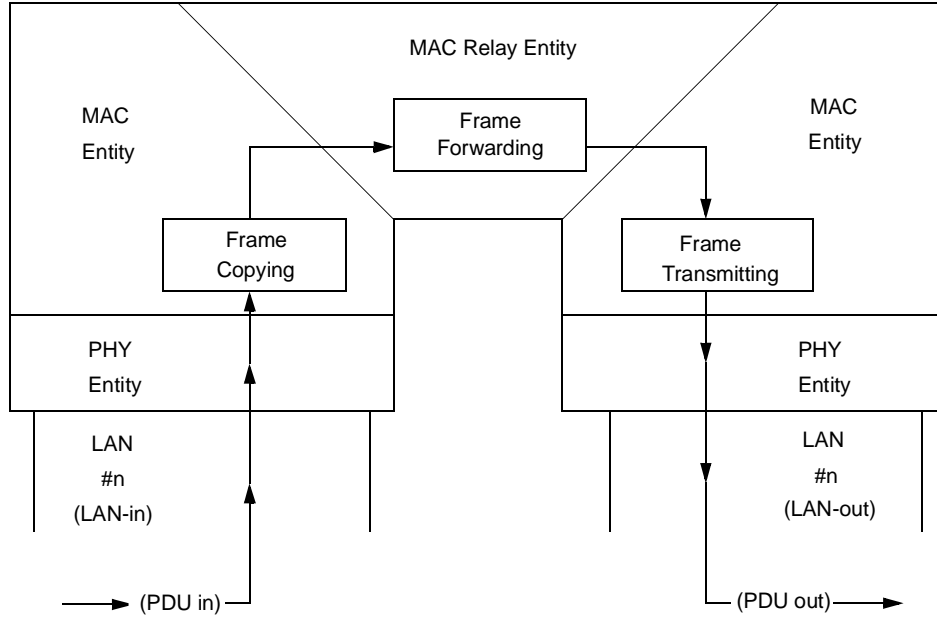 MAC Relay Entity
MAC
Entity
Frame
Forwarding
MAC
Entity
Frame
Copying
Frame
Transmitting
PHY
Entity
PHY
Entity
LAN
#n
(LAN-in)
LAN
#n
(LAN-out)
(PDU in)
(PDU out)